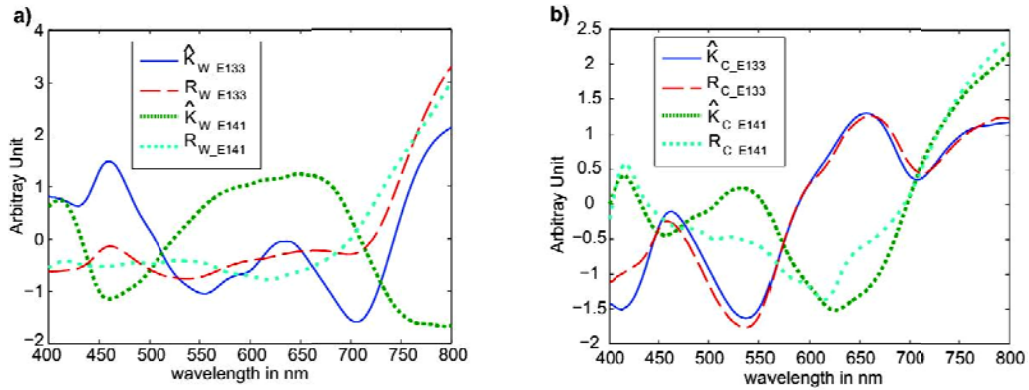 a)
4
3
2
1
0
−1
−2
400 450 500 550 600 650 700 750 800
Arbitray Unit
wavelength in nm
K̂W_E133
RW_E133
K̂W_E141
RW_E141
b)
2.5
2
1.5
1
0.5
0
−0.5
−1
−1.5
−2
400 450 500 550 600 650 700 750 800
Arbitray Unit
wavelength in nm
K̂C_E133
RC_E133
K̂C_E141
RC_E141